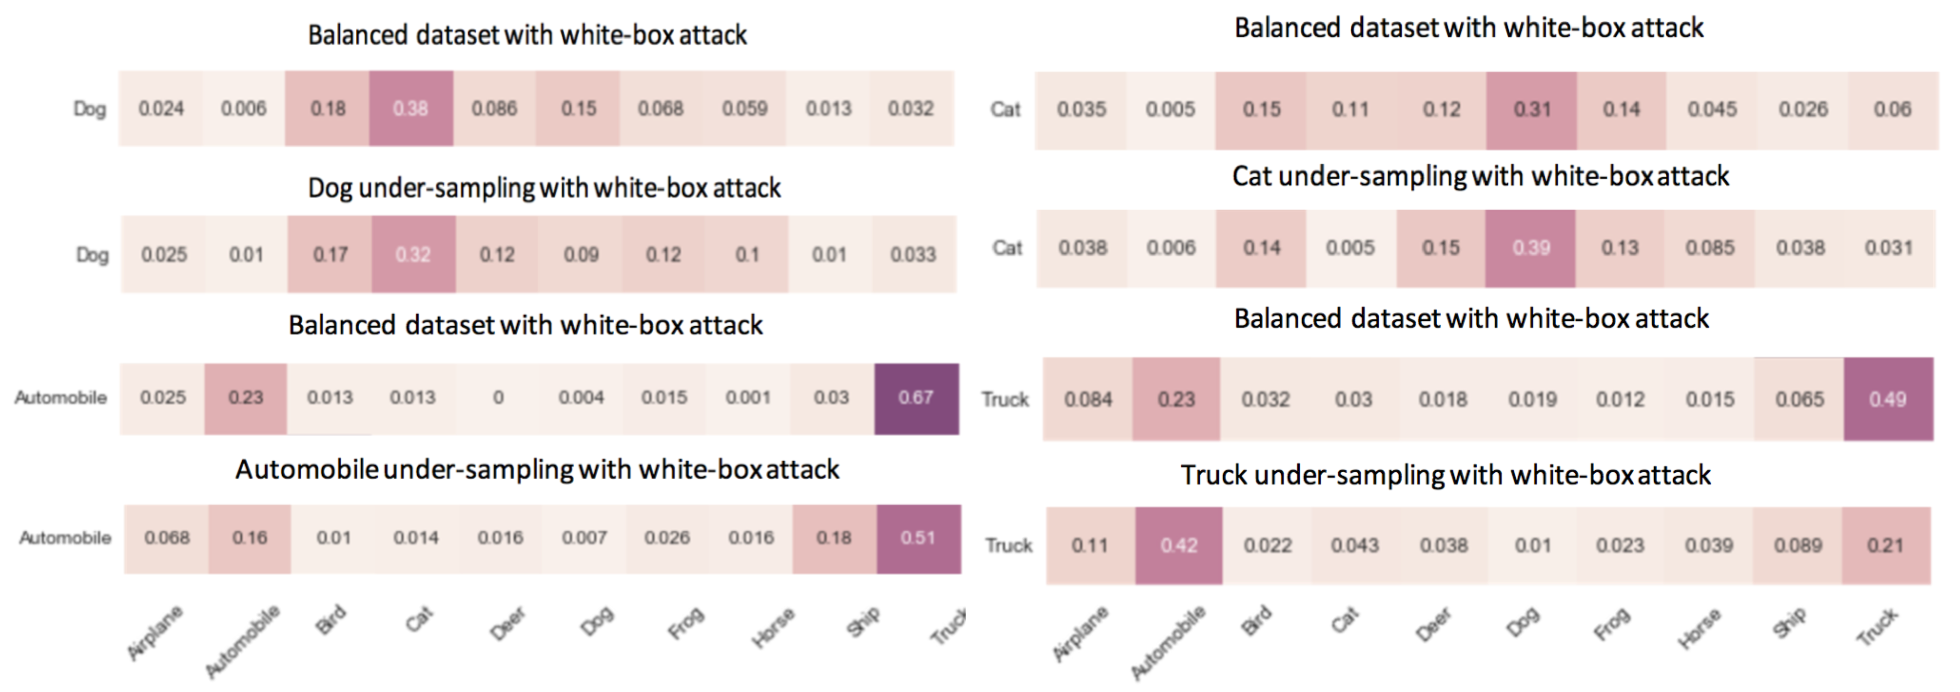 Balanced dataset with white-box attack
Dog 0.024 0.006 0.18 0.38 0.086 0.15 0.068 0.059 0.013 0.032
Dog under-sampling with white-box attack
Dog 0.025 0.01 0.17 0.32 0.12 0.09 0.12 0.1 0.01 0.033
Balanced dataset with white-box attack
Automobile 0.025 0.23 0.013 0.013 0 0.004 0.015 0.001 0.03 0.67
Automobile under-sampling with white-box attack
Automobile 0.068 0.16 0.01 0.014 0.016 0.007 0.026 0.016 0.18 0.51
Airplane Automobile Bird Cat Deer Dog Frog Horse Ship Truck
Balanced dataset with white-box attack
Cat 0.035 0.005 0.15 0.11 0.12 0.31 0.14 0.045 0.026 0.06
Cat under-sampling with white-box attack
Cat 0.038 0.006 0.14 0.005 0.15 0.39 0.13 0.085 0.038 0.031
Balanced dataset with white-box attack
Truck 0.084 0.23 0.032 0.03 0.018 0.019 0.012 0.015 0.065 0.49
Truck under-sampling with white-box attack
Truck 0.11 0.42 0.022 0.043 0.038 0.01 0.023 0.039 0.089 0.21
Airplane Automobile Bird Cat Deer Dog Frog Horse Ship Truck